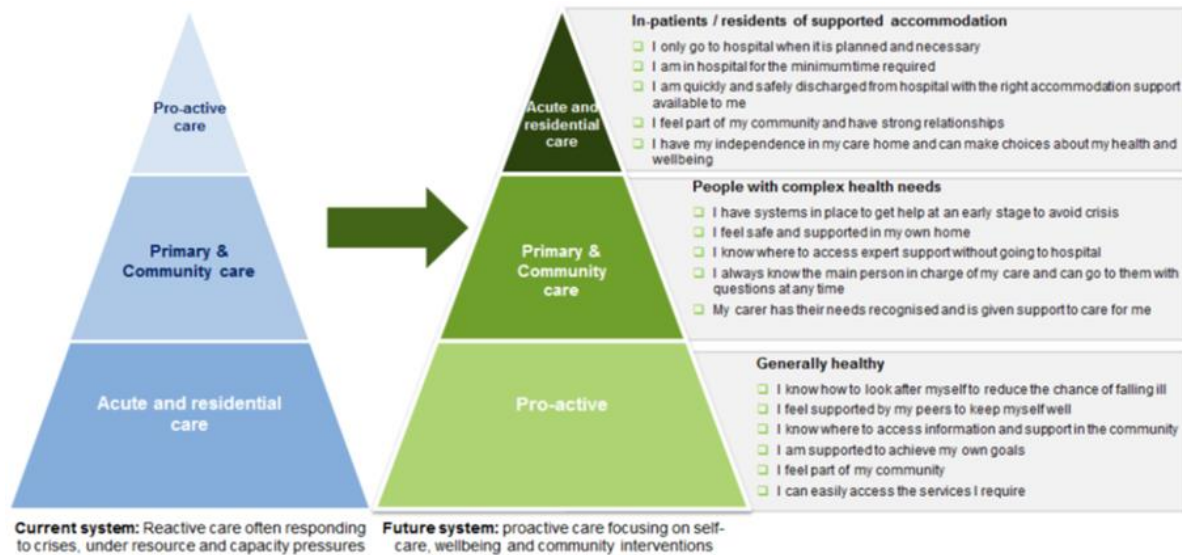 Pro-active
care
Primary &
Community care
Acute and residential
care
Current system: Reactive care often responding
to crises, under resource and capacity pressures
Acute and
residential
care
Primary &
Community
care
Pro-active
Future system: proactive care focusing on self-
care, wellbeing and community interventions
In-patients / residents of supported accommodation
I only go to hospital when it is planned and necessary
I am in hospital for the minimum time required
I am quickly and safely discharged from hospital with the right accommodation support
available to me
I feel part of my community and have strong relationships
I have my independence in my care home and can make choices about my health and
wellbeing
People with complex health needs
I have systems in place to get help at an early stage to avoid crisis
I feel safe and supported in my own home
I know where to access expert support without going to hospital
I always know the main person in charge of my care and can go to them with
questions at any time
My carer has their needs recognised and is given support to care for me
Generally healthy
I know how to look after myself to reduce the chance of falling ill
I feel supported by my peers to keep myself well
I know where to access information and support in the community
I am supported to achieve my own goals
I feel part of my community
I can easily access the services I require